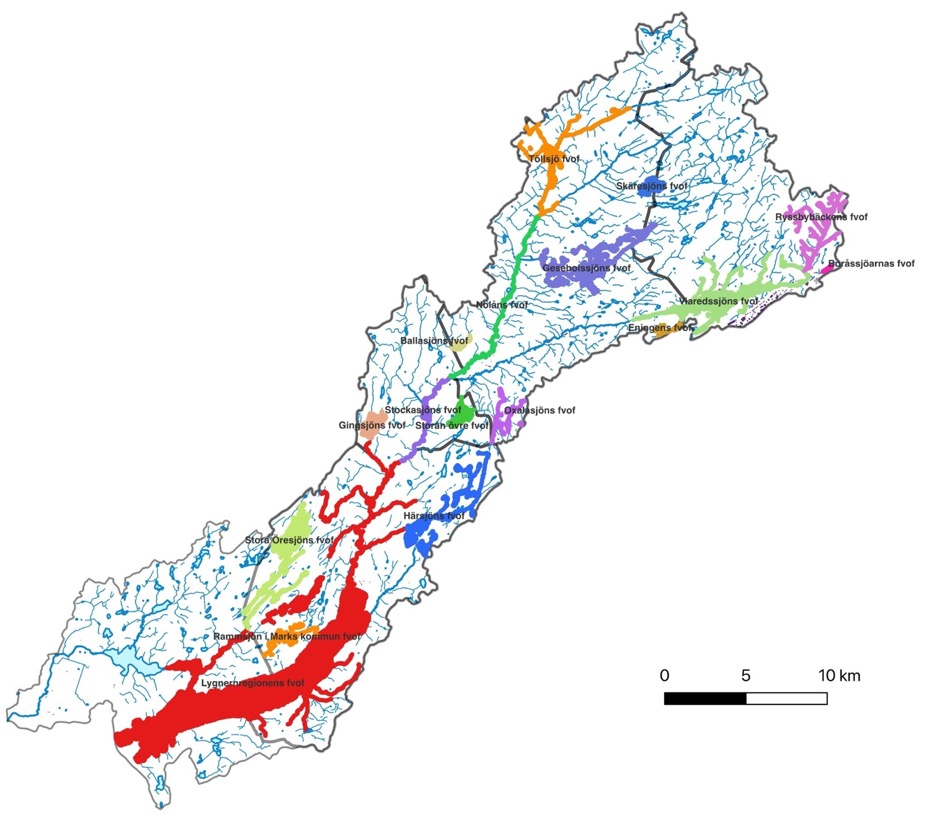 Töllsjö fvof
Skäresjöns fvof
Ryssbybäckens fvof
Boråssjöarnas fvof
Gesebolssjöns fvof
Viaredssjöns fvof
Nolåns fvof
Eningens fvof
Ballasjöns fvof
Stockasjöns fvof
Oxalasjöns fvof
Gingsjöns fvof
Storån övre fvof
Härsjöns fvof
Stora Öresjöns fvof
Rammsjön i Marks kommun fvof
Lygnernregionens fvof
0 5 10 km